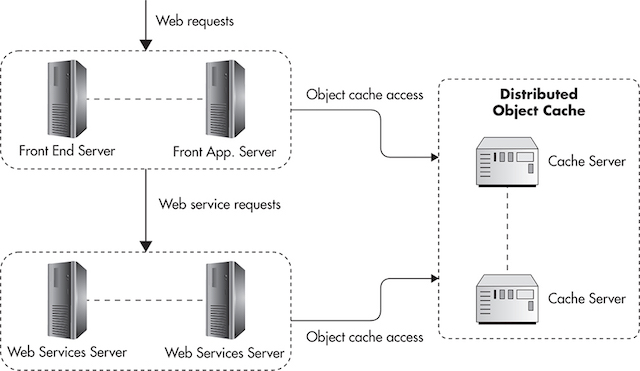 Web requests
Front End Server
Front App. Server
Object cache access
Distributed
Object Cache
Cache Server
Web service requests
Cache Server
Web Services Server
Web Services Server
Object cache access